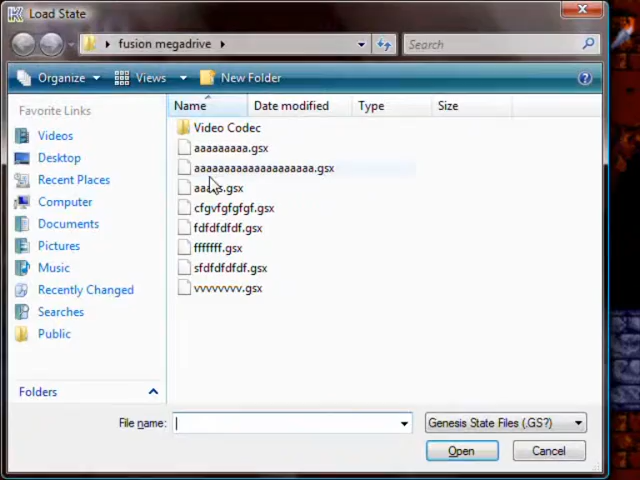 Load State
fusion megadrive
Search
Organize Views New Folder
Favorite Links
Videos
Desktop
Recent Places
Computer
Documents
Pictures
Music
Recently Changed
Searches
Public
Folders
Name Date modified Type Size
Video Codec
aaaaaaaaa.gsx
aaaaaaaaaaaaaaaaaaaa.gsx
cfgvfgfgfgf.gsx
fdfdfdfdf.gsx
fffffff.gsx
sfdfdfdfdf.gsx
vvvvvvvv.gsx
File name:
Genesis State Files (.GS?)
Open Cancel